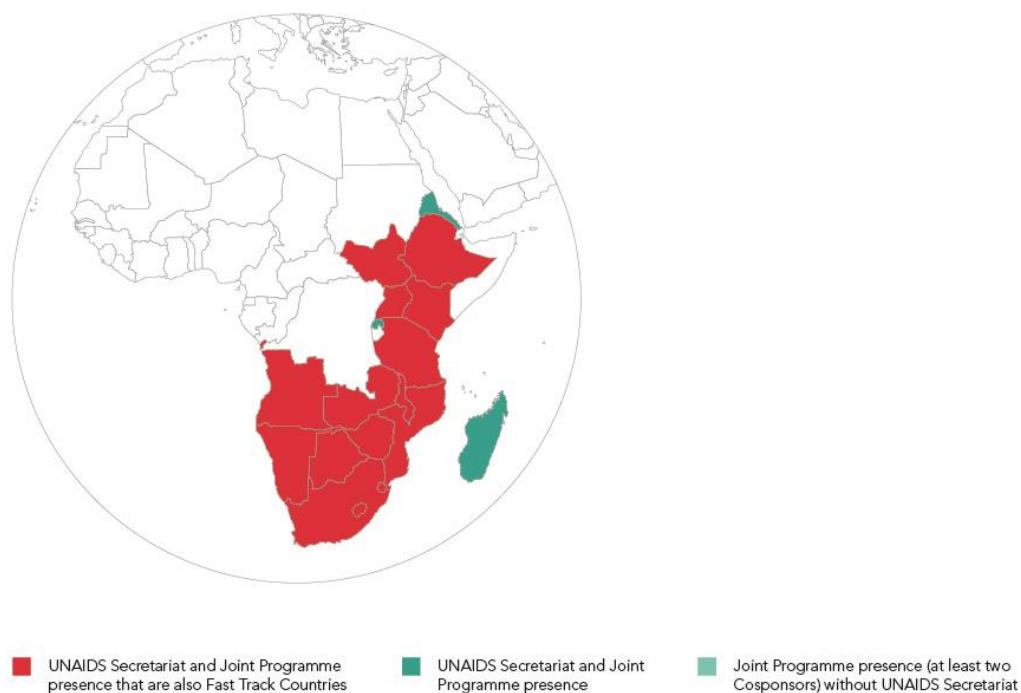 UNAIDS Secretariat and Joint Programme
presence that are also Fast Track Countries
UNAIDS Secretariat and Joint
Programme presence
Joint Programme presence (at least two
Cosponsors) without UNAIDS Secretariat